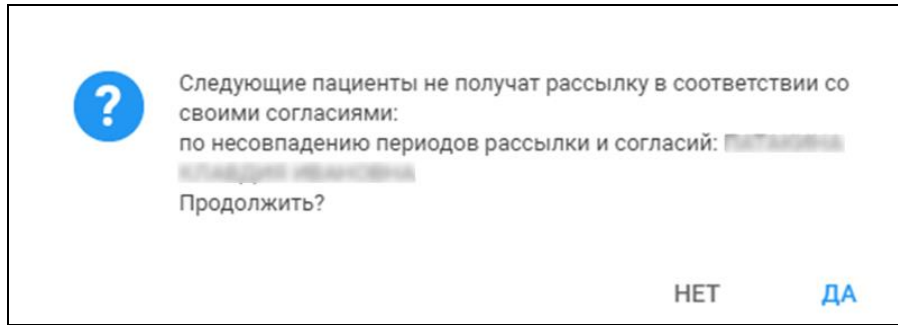 ?
Следующие пациенты не получат рассылку в соответствии со
своими согласиями:
по несовпадению периодов рассылки и согласий:
Продолжить?
НЕТ ДА